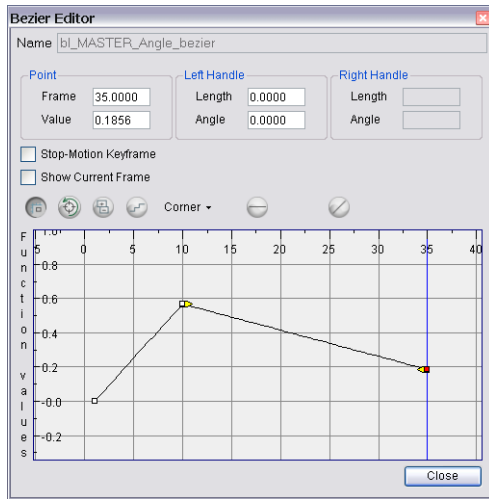 Bezier Editor
Name bl_MASTER_Angle_bezier
Point
Left Handle
Right Handle
Frame 35.0000
Length 0.0000
Length
Value 0.1856
Angle 0.0000
Angle
Stop-Motion Keyframe
Show Current Frame
Corner
Function values
1.0
5 0 5 10 15 20 25 30 35 40
0.8
0.6
0.4
0.2
-0.0
-0.2
Close